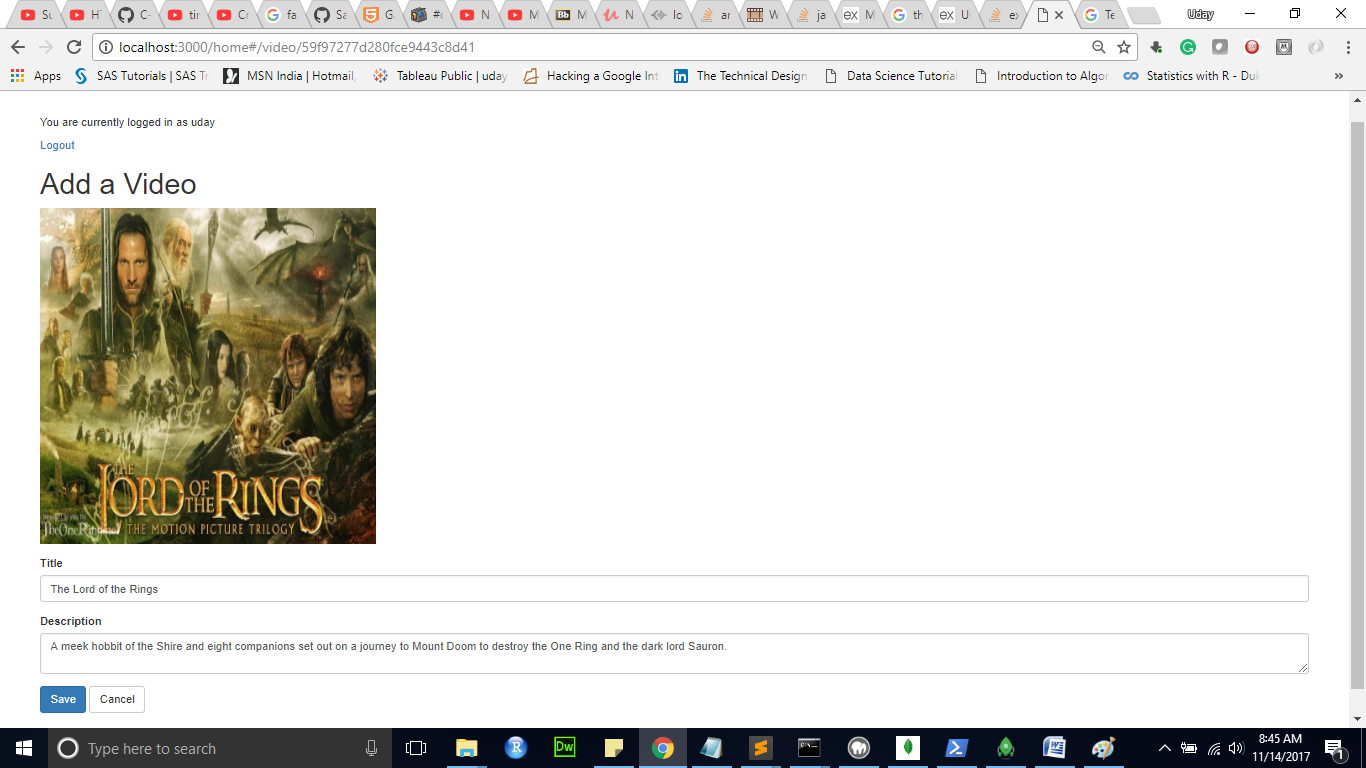 Su
HT
C-
tir
Cr
fa
Sa
G
#
N
M
M
N
lo
ar
W
ja
M
th
U
ex
Te
Uday
localhost:3000/home#/video/59f97277d280fce9443c8d41
Apps
SAS Tutorials | SAS Tr
MSN India | Hotmail,
Tableau Public | uday
Hacking a Google Int
The Technical Design
Data Science Tutorial
Introduction to Algor
Statistics with R - Duk
»
You are currently logged in as uday
Logout
Add a Video
THE
LORD OF THE RINGS
THE MOTION PICTURE TRILOGY
Title
The Lord of the Rings
Description
A meek hobbit of the Shire and eight companions set out on a journey to Mount Doom to destroy the One Ring and the dark lord Sauron.
Save Cancel
Type here to search
8:45 AM
11/14/2017
1